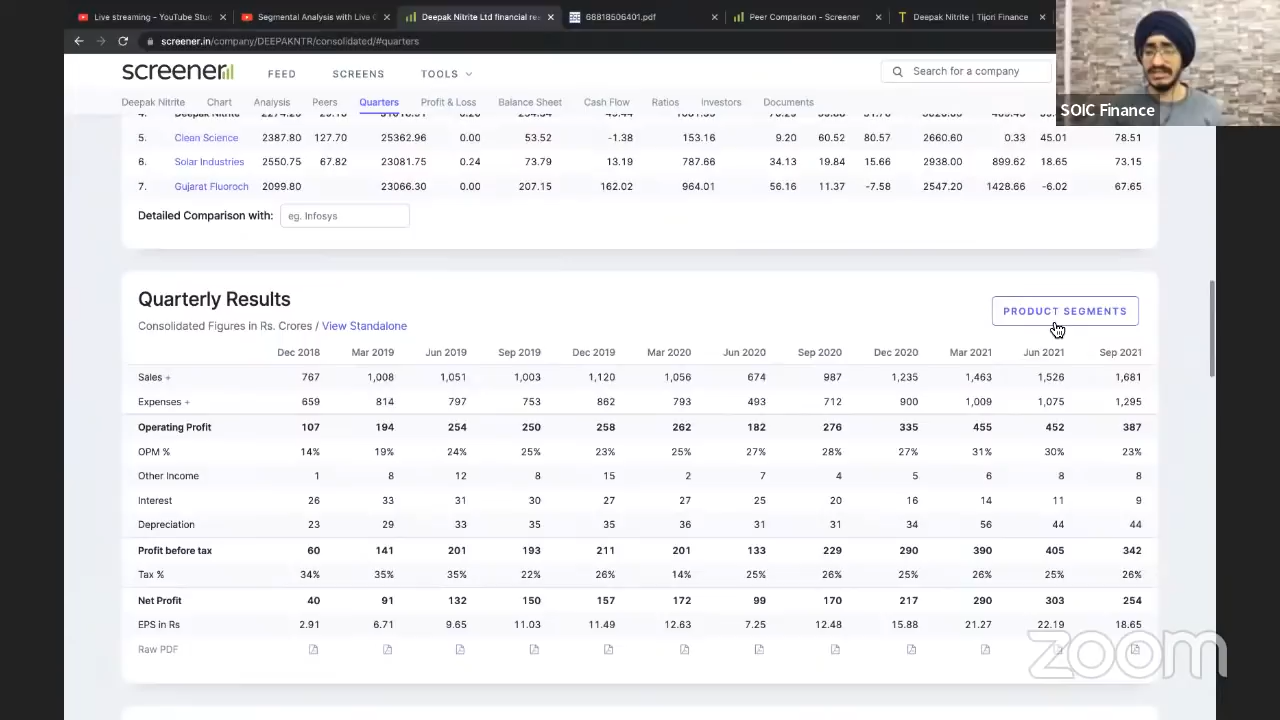 Live streaming - YouTube Stu
Segmental Analysis with Live C
Deepak Nitrite Ltd financial res
68818506401.pdf
Peer Comparison - Screener
Deepak Nitrite | Tijori Finance
screener.in/company/DEEPAKNTR/consolidated/#quarters
screener
FEED SCREENS TOOLS
Search for a company
SOIC Finance
Deepak Nitrite Chart Analysis Peers Quarters Profit & Loss Balance Sheet Cash Flow Ratios Investors Documents
5. Clean Science 2387.80 127.70 25362.96 0.00 53.52 -1.38 153.16 9.20 60.52 80.57 2660.60 0.33 45.01 78.51
6. Solar Industries 2550.75 67.82 23081.75 0.24 73.79 13.19 787.66 34.13 19.84 15.66 2938.00 899.62 18.65 73.15
7. Gujarat Fluoroch 2099.80 23066.30 0.00 207.15 162.02 964.01 56.16 11.37 -7.58 2547.20 1428.66 -6.02 67.65
Detailed Comparison with: eg. Infosys
Quarterly Results
PRODUCT SEGMENTS
Consolidated Figures in Rs. Crores / View Standalone
Dec 2018 Mar 2019 Jun 2019 Sep 2019 Dec 2019 Mar 2020 Jun 2020 Sep 2020 Dec 2020 Mar 2021 Jun 2021 Sep 2021
Sales + 767 1,008 1,051 1,003 1,120 1,056 674 987 1,235 1,463 1,526 1,681
Expenses + 659 814 797 753 862 793 493 712 900 1,009 1,075 1,295
Operating Profit 107 194 254 250 258 262 182 276 335 455 452 387
OPM % 14% 19% 24% 25% 23% 25% 27% 28% 27% 31% 30% 23%
Other Income 1 8 12 8 15 2 7 4 5 6 8 8
Interest 26 33 31 30 27 27 25 20 16 14 11 9
Depreciation 23 29 33 35 35 36 31 31 34 56 44 44
Profit before tax 60 141 201 193 211 201 133 229 290 390 405 342
Tax % 34% 35% 35% 22% 26% 14% 25% 26% 25% 26% 25% 26%
Net Profit 40 91 132 150 157 172 99 170 217 290 303 254
EPS in Rs 2.91 6.71 9.65 11.03 11.49 12.63 7.25 12.48 15.88 21.27 22.19 18.65
Raw PDF
zoom